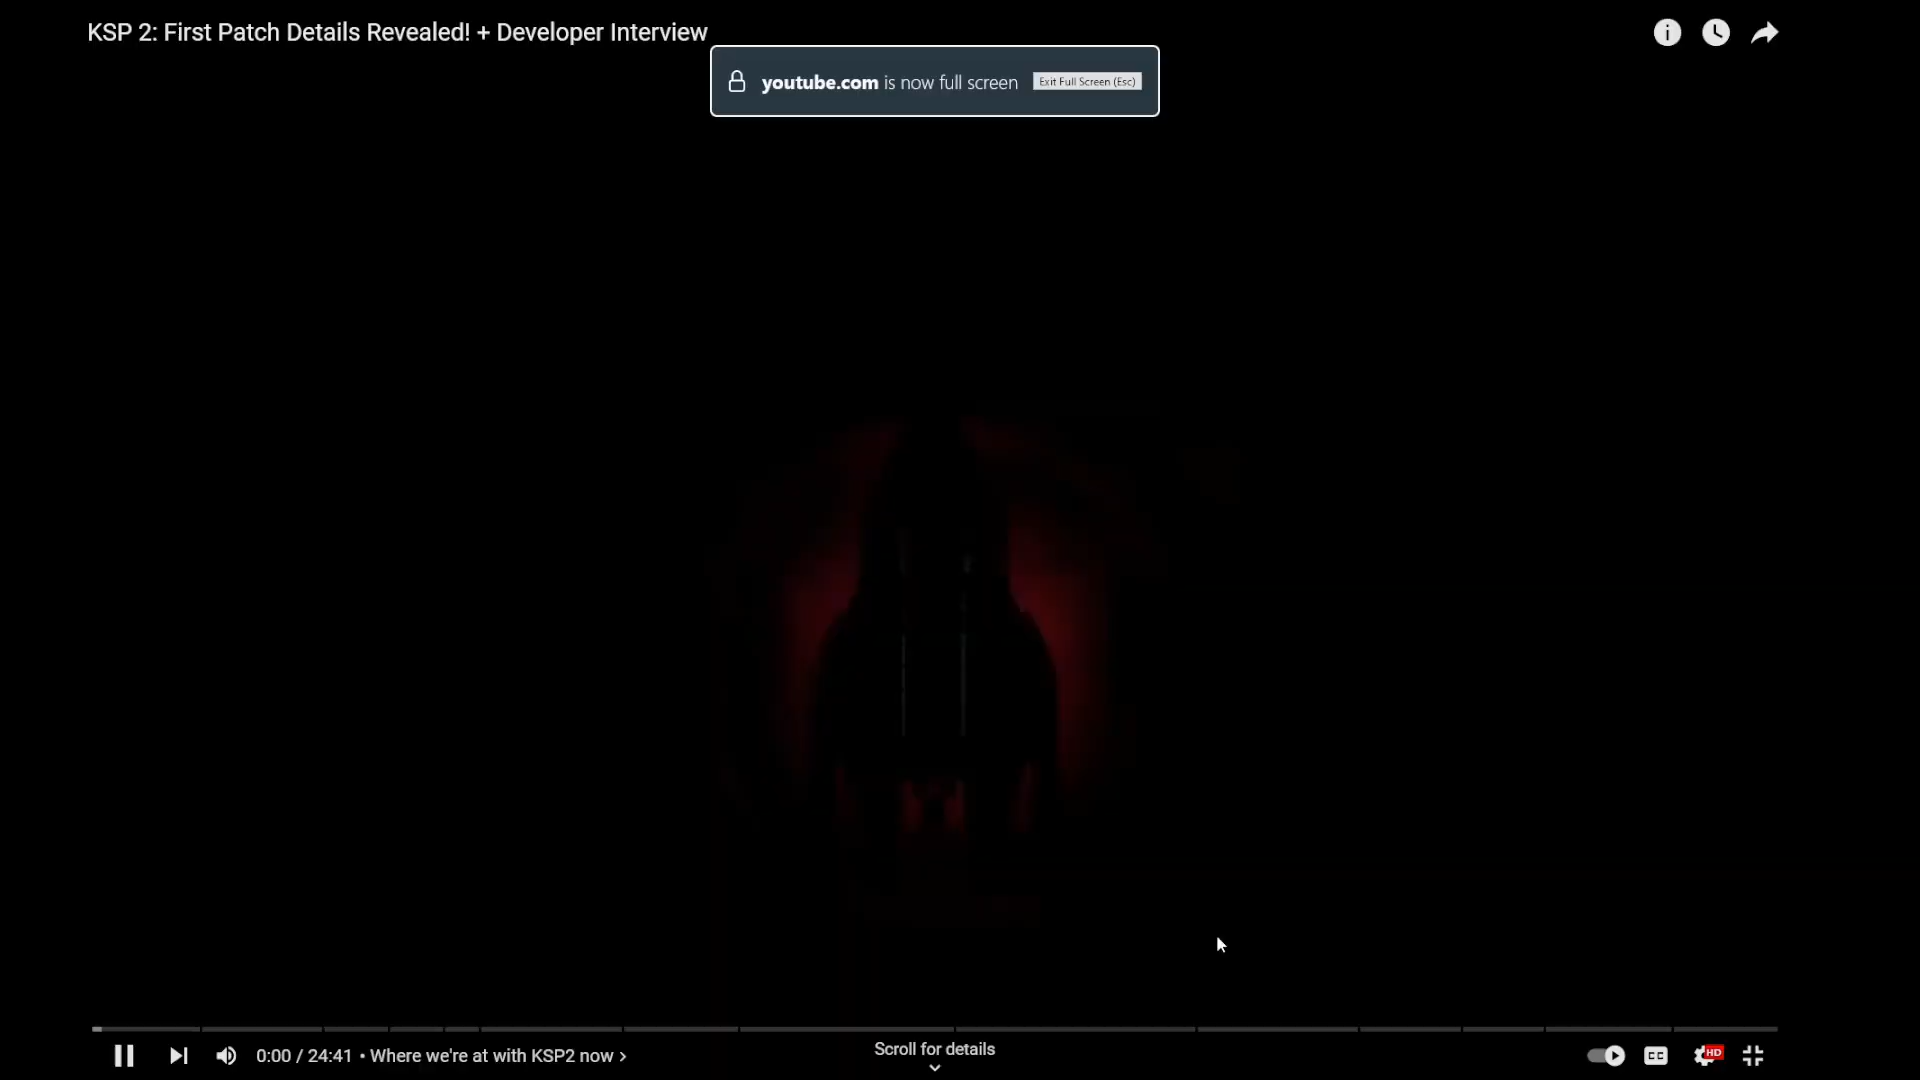 KSP 2: First Patch Details Revealed! + Developer Interview
youtube.com is now full screen Exit Full Screen (Esc)
0:00 / 24:41 • Where we're at with KSP2 now >
Scroll for details
CC
HD